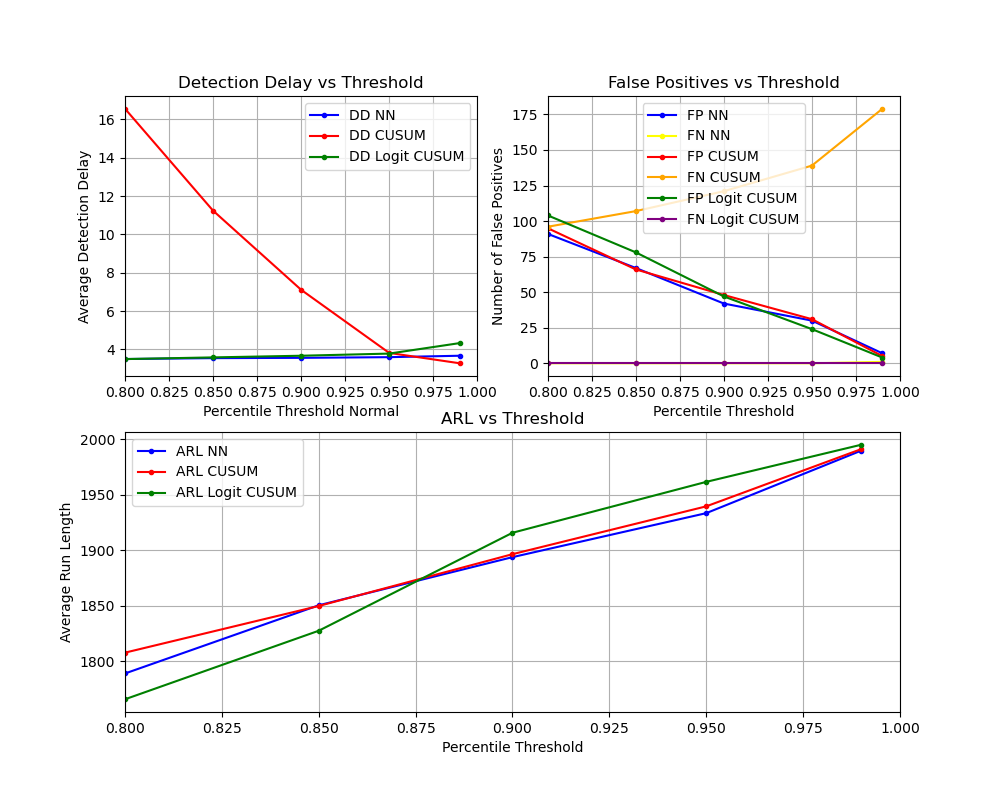 Detection Delay vs Threshold
Average Detection Delay
16
14
12
10
8
6
4
DD NN
DD CUSUM
DD Logit CUSUM
0.800 0.825 0.850 0.875 0.900 0.925 0.950 0.975 1.000
Percentile Threshold Normal
False Positives vs Threshold
Number of False Positives
175
150
125
100
75
50
25
0
FP NN
FN NN
FP CUSUM
FN CUSUM
FP Logit CUSUM
FN Logit CUSUM
0.800 0.825 0.850 0.875 0.900 0.925 0.950 0.975 1.000
Percentile Threshold
ARL vs Threshold
Average Run Length
2000
1950
1900
1850
1800
ARL NN
ARL CUSUM
ARL Logit CUSUM
0.800 0.825 0.850 0.875 0.900 0.925 0.950 0.975 1.000
Percentile Threshold